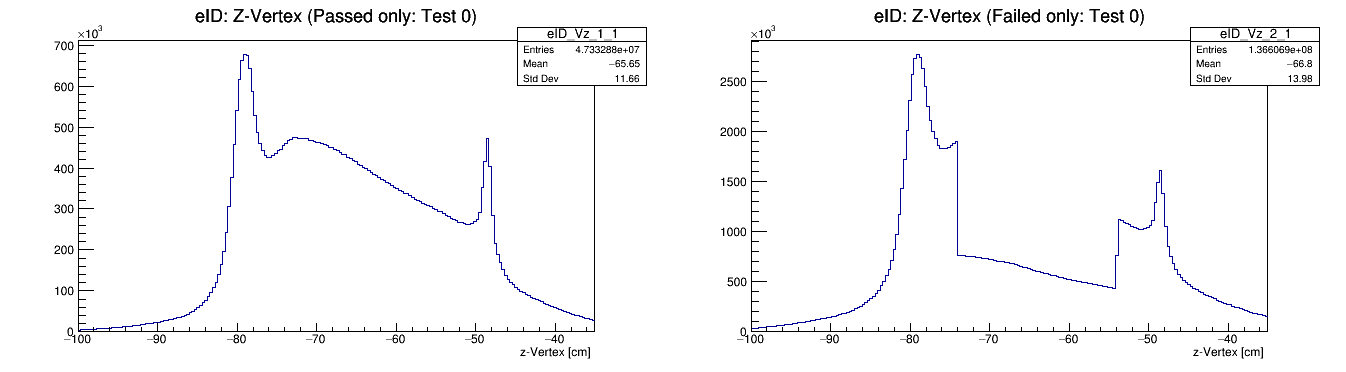 eID: Z-Vertex (Passed only: Test 0)
×10³
eID_Vz_1_1
Entries 4.733288e+07
Mean −65.65
Std Dev 11.66
700
600
500
400
300
200
100
0
−100 −90 −80 −70 −60 −50 −40
z-Vertex [cm]
eID: Z-Vertex (Failed only: Test 0)
×10³
eID_Vz_2_1
Entries 1.366069e+08
Mean −66.8
Std Dev 13.98
2500
2000
1500
1000
500
0
−100 −90 −80 −70 −60 −50 −40
z-Vertex [cm]